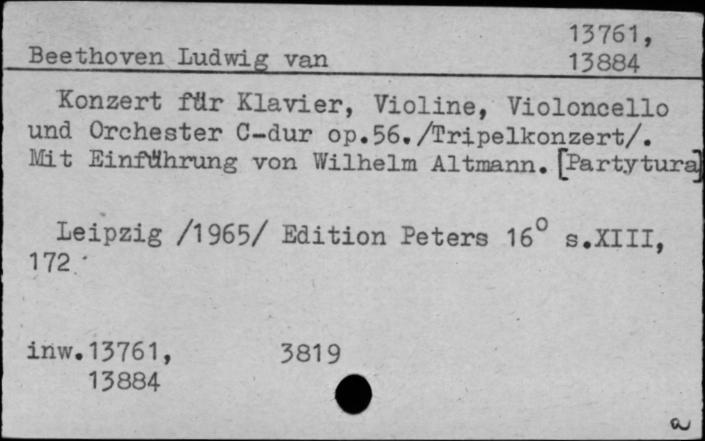 13761,
Beethoven Ludwig van 13884
Konzert für Klavier, Violine, Violoncello
und Orchester C-dur op.56./Tripelkonzert/.
Mit Einführung von Wilhelm Altmann. [Partytura]
Leipzig /1965/ Edition Peters 16° s.XIII,
172.
inw.13761, 3819
13884
a